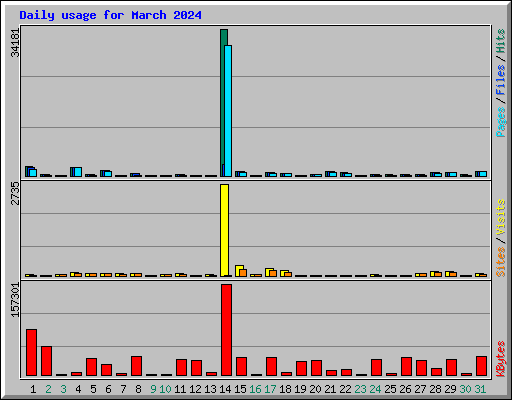 Daily usage for March 2024
34181
Pages / Files / Hits
2735
Sites / Visits
157301
KBytes
1 2 3 4 5 6 7 8 9 10 11 12 13 14 15 16 17 18 19 20 21 22 23 24 25 26 27 28 29 30 31